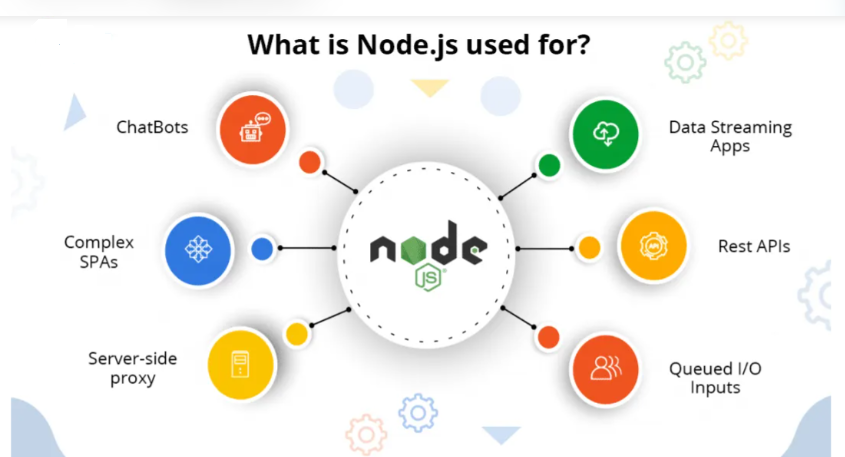 What is Node.js used for?
ChatBots
Data Streaming
Apps
Complex
SPAs
node
JS
Rest APIs
API
Server-side
proxy
Queued I/O
Inputs